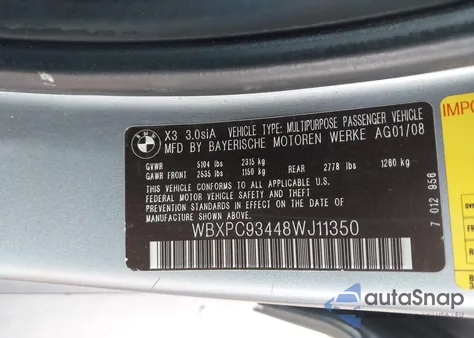 BMW
X3 3.0siA VEHICLE TYPE: MULTIPURPOSE PASSENGER VEHICLE
MFD BY BAYERISCHE MOTOREN WERKE AG01/08
GVWR 5104 lbs 2315 kg
GAWR FRONT 2535 lbs 1150 kg REAR 2778 lbs 1260 kg
THIS VEHICLE CONFORMS TO ALL APPLICABLE U.S.
FEDERAL MOTOR VEHICLE SAFETY AND THEFT
PREVENTION STANDARDS IN EFFECT ON THE
DATE OF MANUFACTURE SHOWN ABOVE.
WBXPC93448WJ11350
7 012 956
IMPO
autoSnap